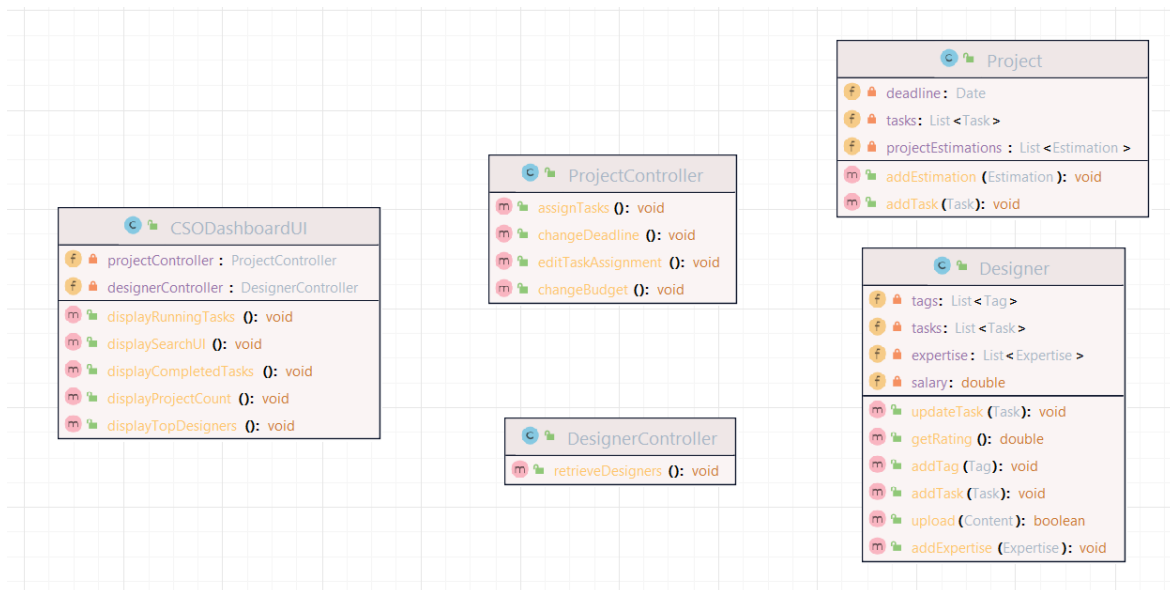 CSODashboardUI
projectController : ProjectController
designerController : DesignerController
displayRunningTasks (): void
displaySearchUI (): void
displayCompletedTasks (): void
displayProjectCount (): void
displayTopDesigners (): void
ProjectController
assignTasks (): void
changeDeadline (): void
editTaskAssignment (): void
changeBudget (): void
DesignerController
retrieveDesigners (): void
Project
deadline: Date
tasks: List<Task>
projectEstimations : List<Estimation>
addEstimation (Estimation): void
addTask (Task): void
Designer
tags: List<Tag>
tasks: List<Task>
expertise: List<Expertise>
salary: double
updateTask (Task): void
getRating (): double
addTag (Tag): void
addTask (Task): void
upload (Content): boolean
addExpertise (Expertise): void